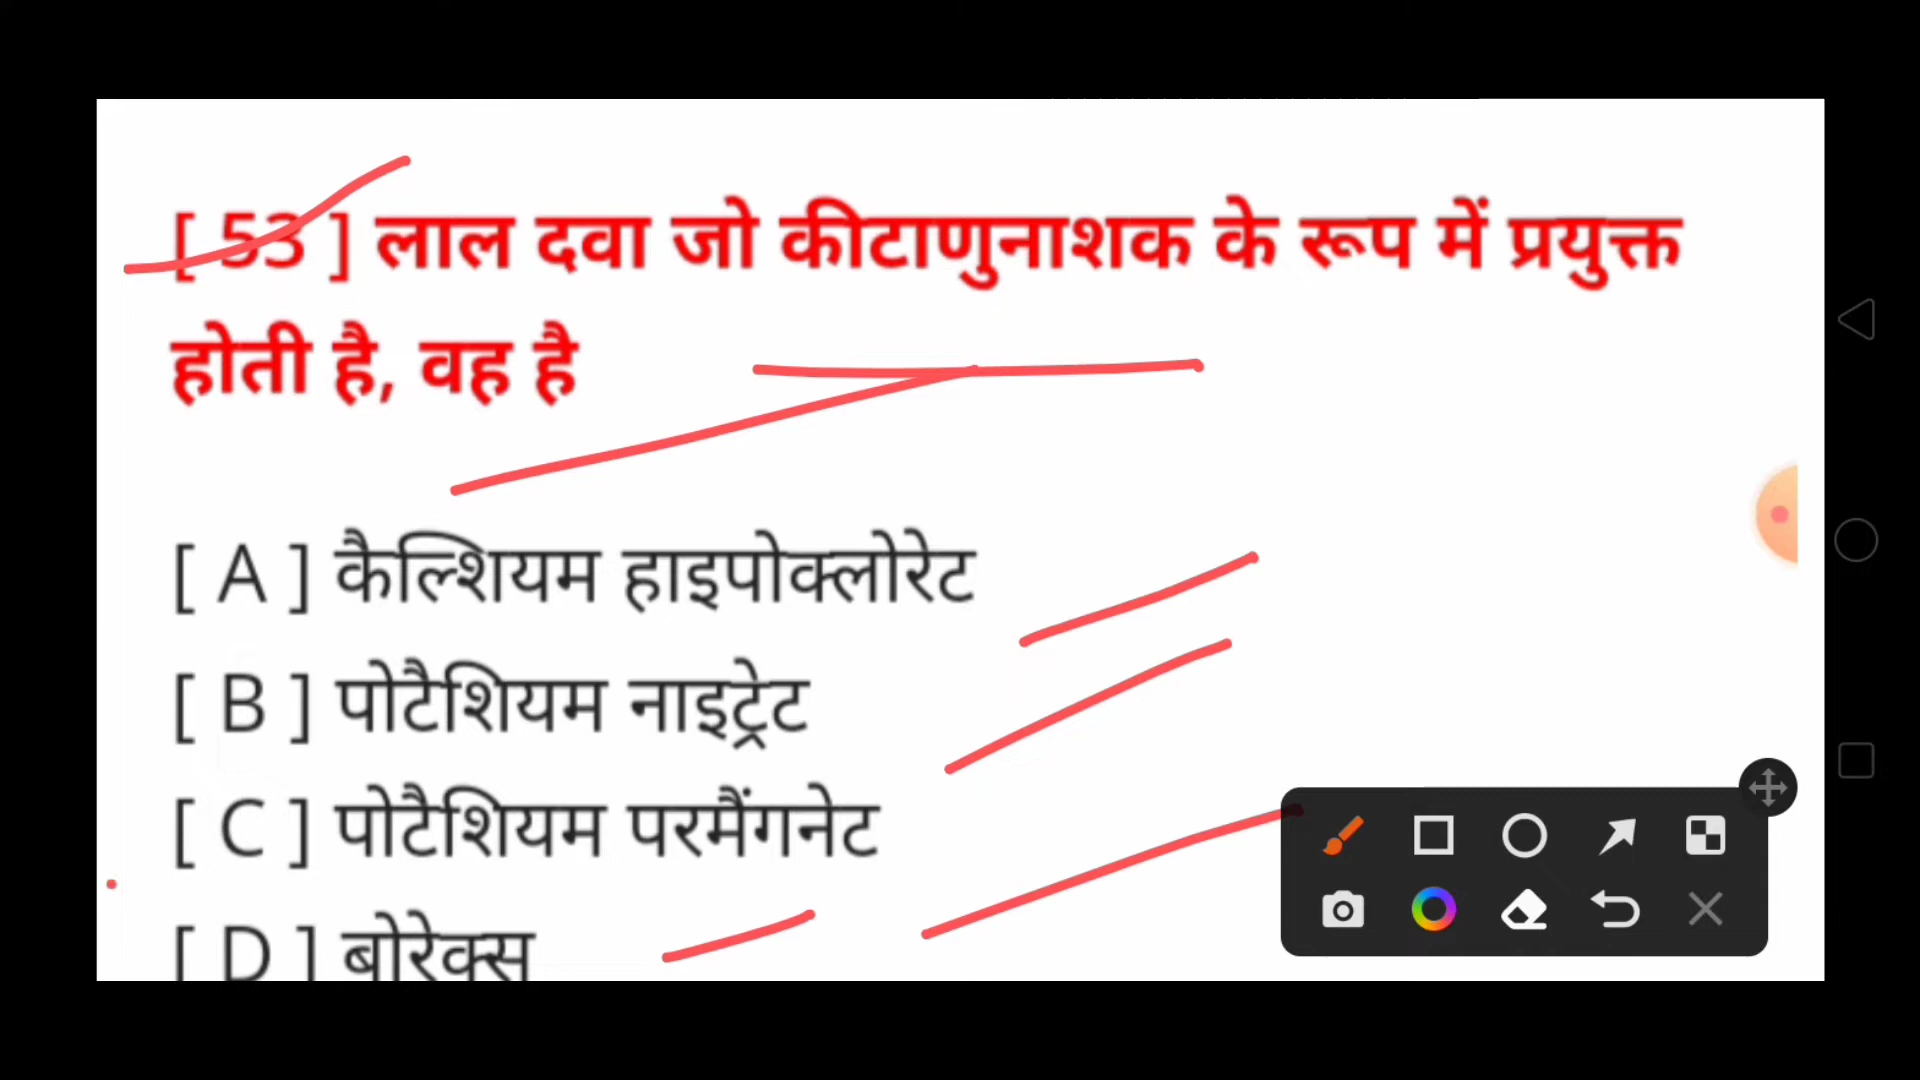 [ 53 ] लाल दवा जो कीटाणुनाशक के रूप में प्रयुक्त
होती है, वह है
[ A ] कैल्शियम हाइपोक्लोरेट
[ B ] पोटैशियम नाइट्रेट
[ C ] पोटैशियम परमैंगनेट
[ D ] बोरेक्स